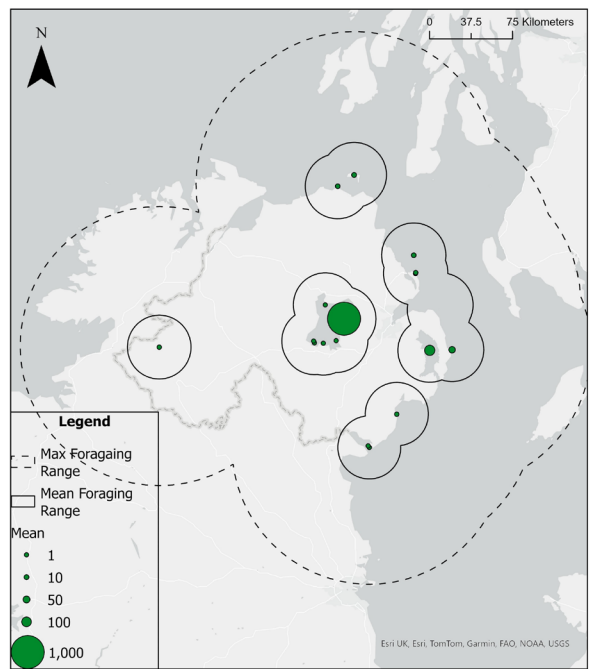 0 37.5 75 Kilometers
N
Legend
Max Foragaing
Range
Mean Foraging
Range
Mean
1
10
50
100
1,000
Esri UK, Esri, TomTom, Garmin, FAO, NOAA, USGS